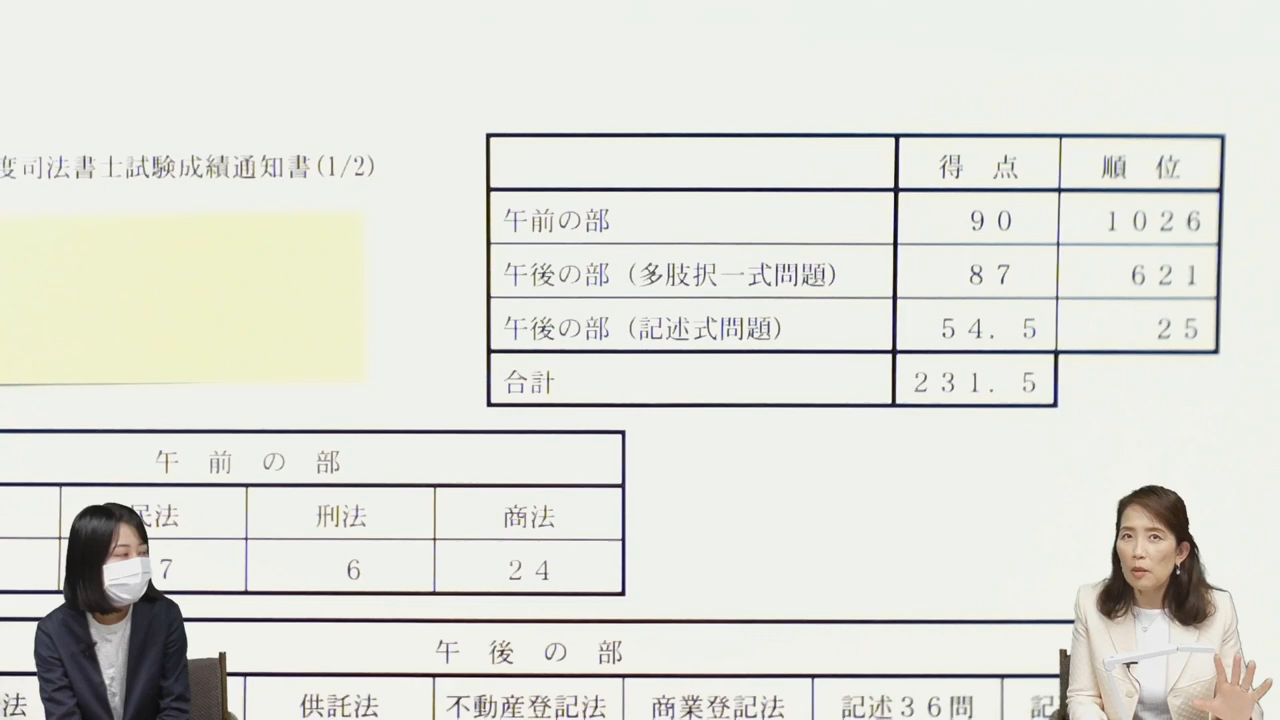 度司法書士試験成績通知書(1/2)
得 点 順 位
午前の部 90 1026
午後の部(多肢択一式問題) 87 621
午後の部(記述式問題) 54.5 25
合計 231.5
午 前 の 部
民法 刑法 商法
7 6 24
午 後 の 部
法 供託法 不動産登記法 商業登記法 記述36問 記